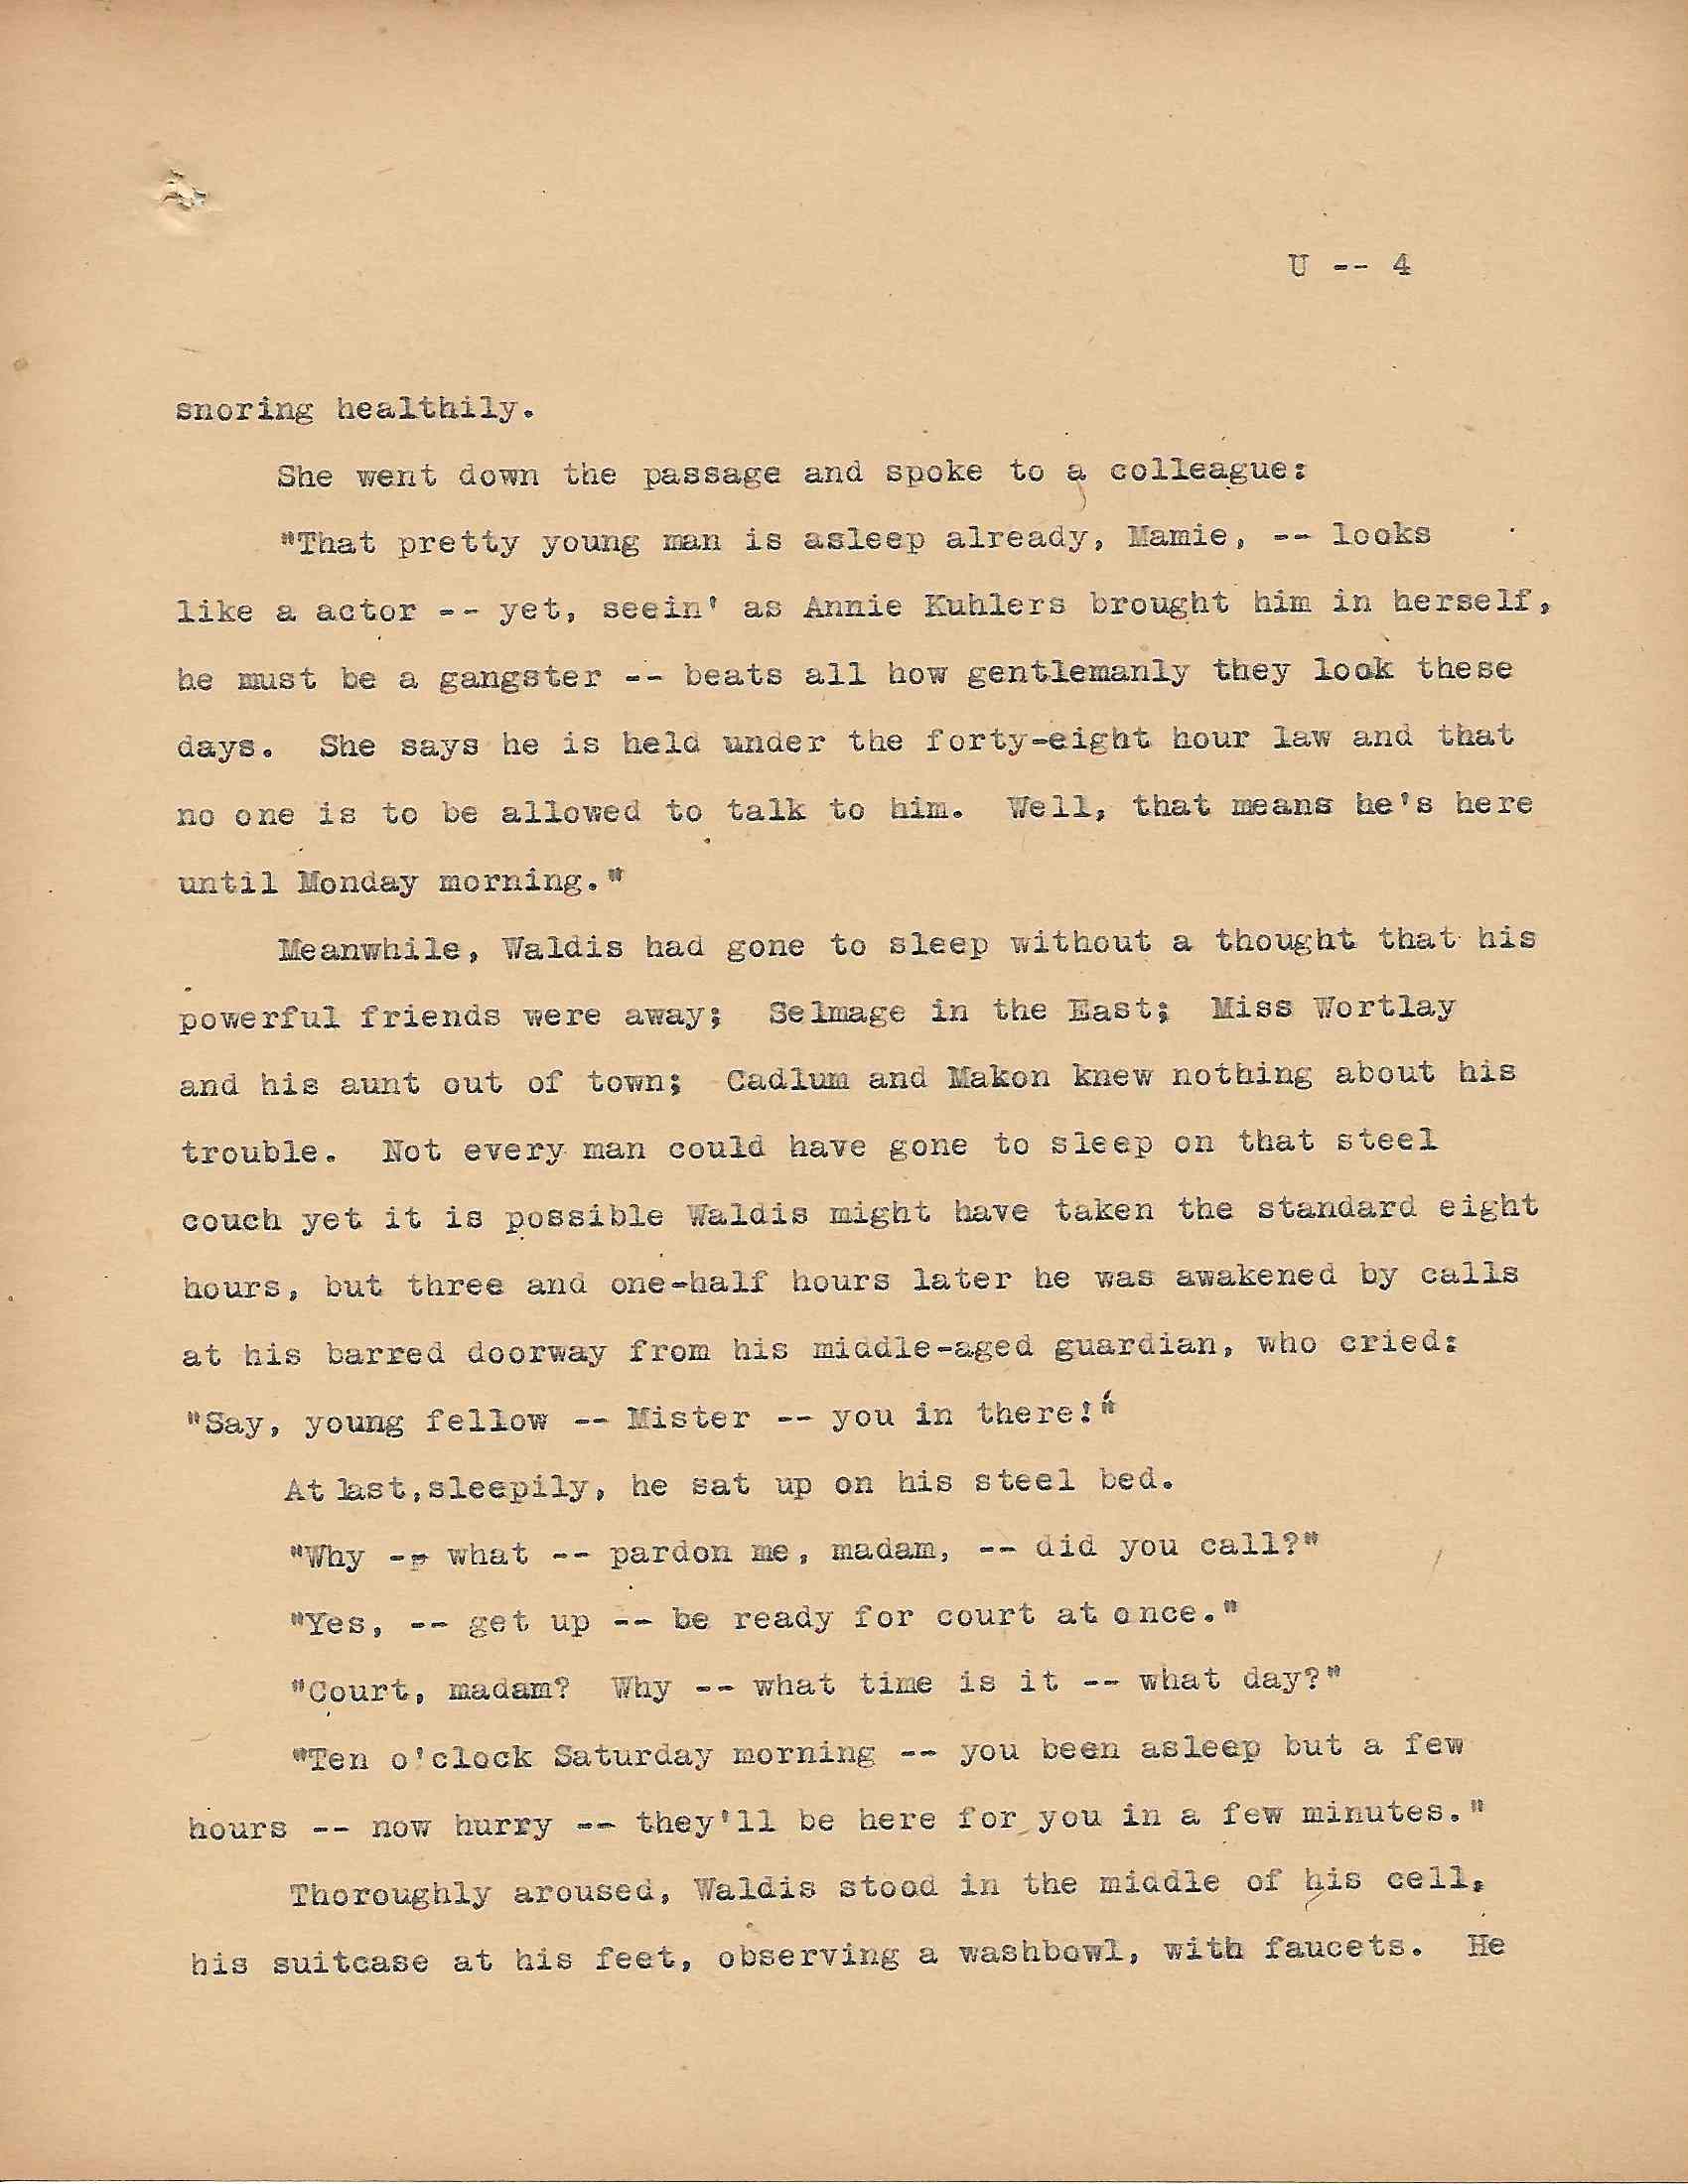 U -- 4
snoring healthily.
She went down the passage and spoke to a colleague:
"That pretty young man is asleep already, Mamie, -- looks
like a actor -- yet, seein' as Annie Kuhlers brought him in herself,
he must be a gangster -- beats all how gentlemanly they look these
days.  She says he is held under the forty-eight hour law and that
no one is to be allowed to talk to him.  Well, that means he's here
until Monday morning."
Meanwhile, Waldis had gone to sleep without a thought that his
powerful friends were away;  Selmage in the East;  Miss Wortlay
and his aunt out of town;  Cadlum and Makon knew nothing about his
trouble.  Not every man could have gone to sleep on that steel
couch yet it is possible Waldis might have taken the standard eight
hours, but three and one-half hours later he was awakened by calls
at his barred doorway from his middle-aged guardian, who cried:
"Say, young fellow -- Mister -- you in there!"
At last,sleepily, he sat up on his steel bed.
"Why -- what -- pardon me, madam, -- did you call?"
"Yes, -- get up -- be ready for court at once."
"Court, madam?  Why -- what time is it -- what day?"
"Ten o'clock Saturday morning -- you been asleep but a few
hours -- now hurry -- they'll be here for you in a few minutes."
Thoroughly aroused, Waldis stood in the middle of his cell,
his suitcase at his feet, observing a washbowl, with faucets.  He